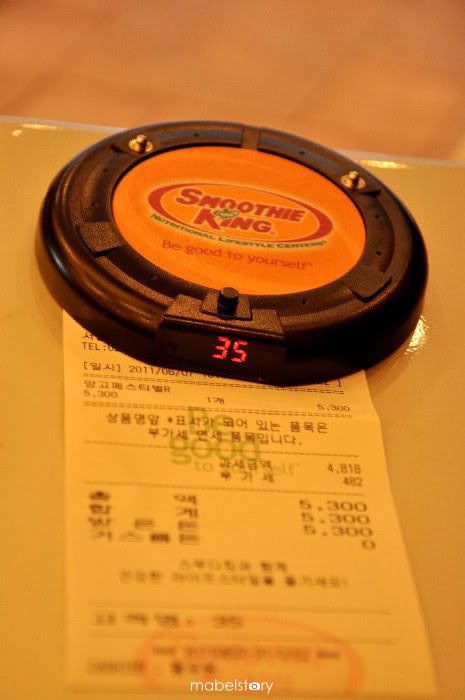 SMOOTHIE
KING
NUTRITIONAL LIFESTYLE CENTERS
Be good to yourself
35
TEL:
[일시] 2011/06/01
망고페스티벌R 1개 5.300
5,300
상품명앞 *표시가 되어 있는 품목은
부가세 면세 품목입니다.
Be
good
to
과세금액 4,818
부 가 세 482
총 액 5.300
합 계 5.300
받 은 돈 5.300
거스름돈 0
스무디킹과 함께
건강한 라이프스타일을 즐기세요!
mabelstory